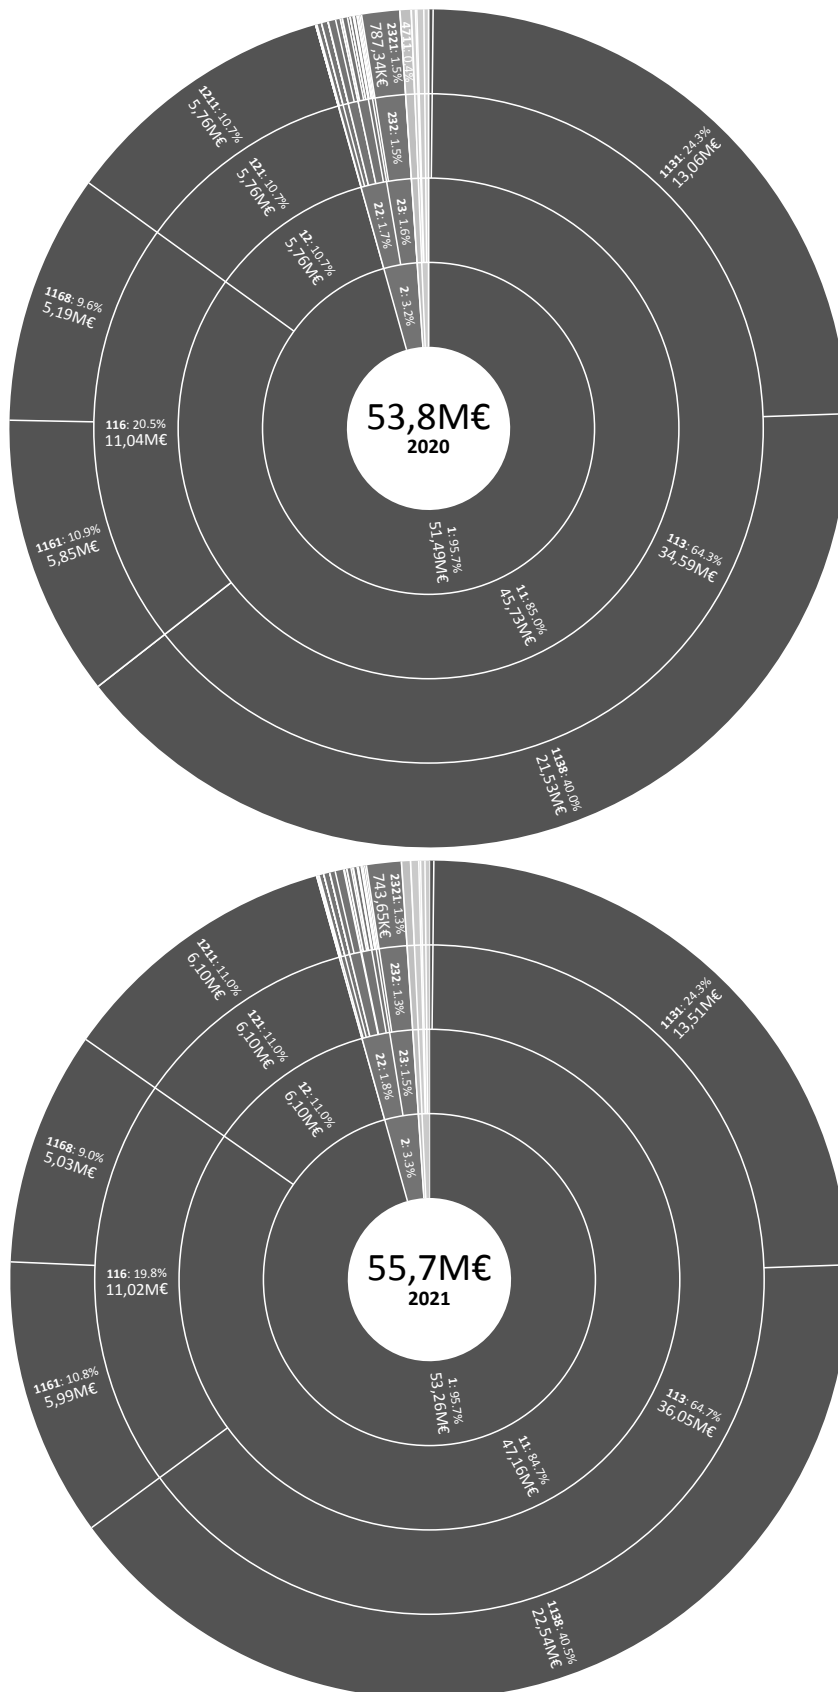 4711: 0.4%
2321: 1.5%
787,34K€
1211: 10.7%
5,76M€
232: 1.5%
1131: 24.3%
13,06M€
121: 10.7%
5,76M€
23: 1.6%
22: 1.7%
12: 10.7%
5,76M€
2: 3.2%
1168: 9.6%
5,19M€
53,8M€
2020
116: 20.5%
11,04M€
1161: 10.9%
5,85M€
1: 95.7%
51,49M€
113: 64.3%
34,59M€
11: 85.0%
45,73M€
1138: 40.0%
21,53M€
2321: 1.3%
743,65K€
1211: 11.0%
6,10M€
232: 1.3%
1131: 24.3%
13,51M€
121: 11.0%
6,10M€
23: 1.5%
22: 1.8%
12: 11.0%
6,10M€
2: 3.3%
1168: 9.0%
5,03M€
55,7M€
2021
116: 19.8%
11,02M€
1161: 10.8%
5,99M€
1: 95.7%
53,26M€
113: 64.7%
36,05M€
11: 84.7%
47,16M€
1138: 40.5%
22,54M€